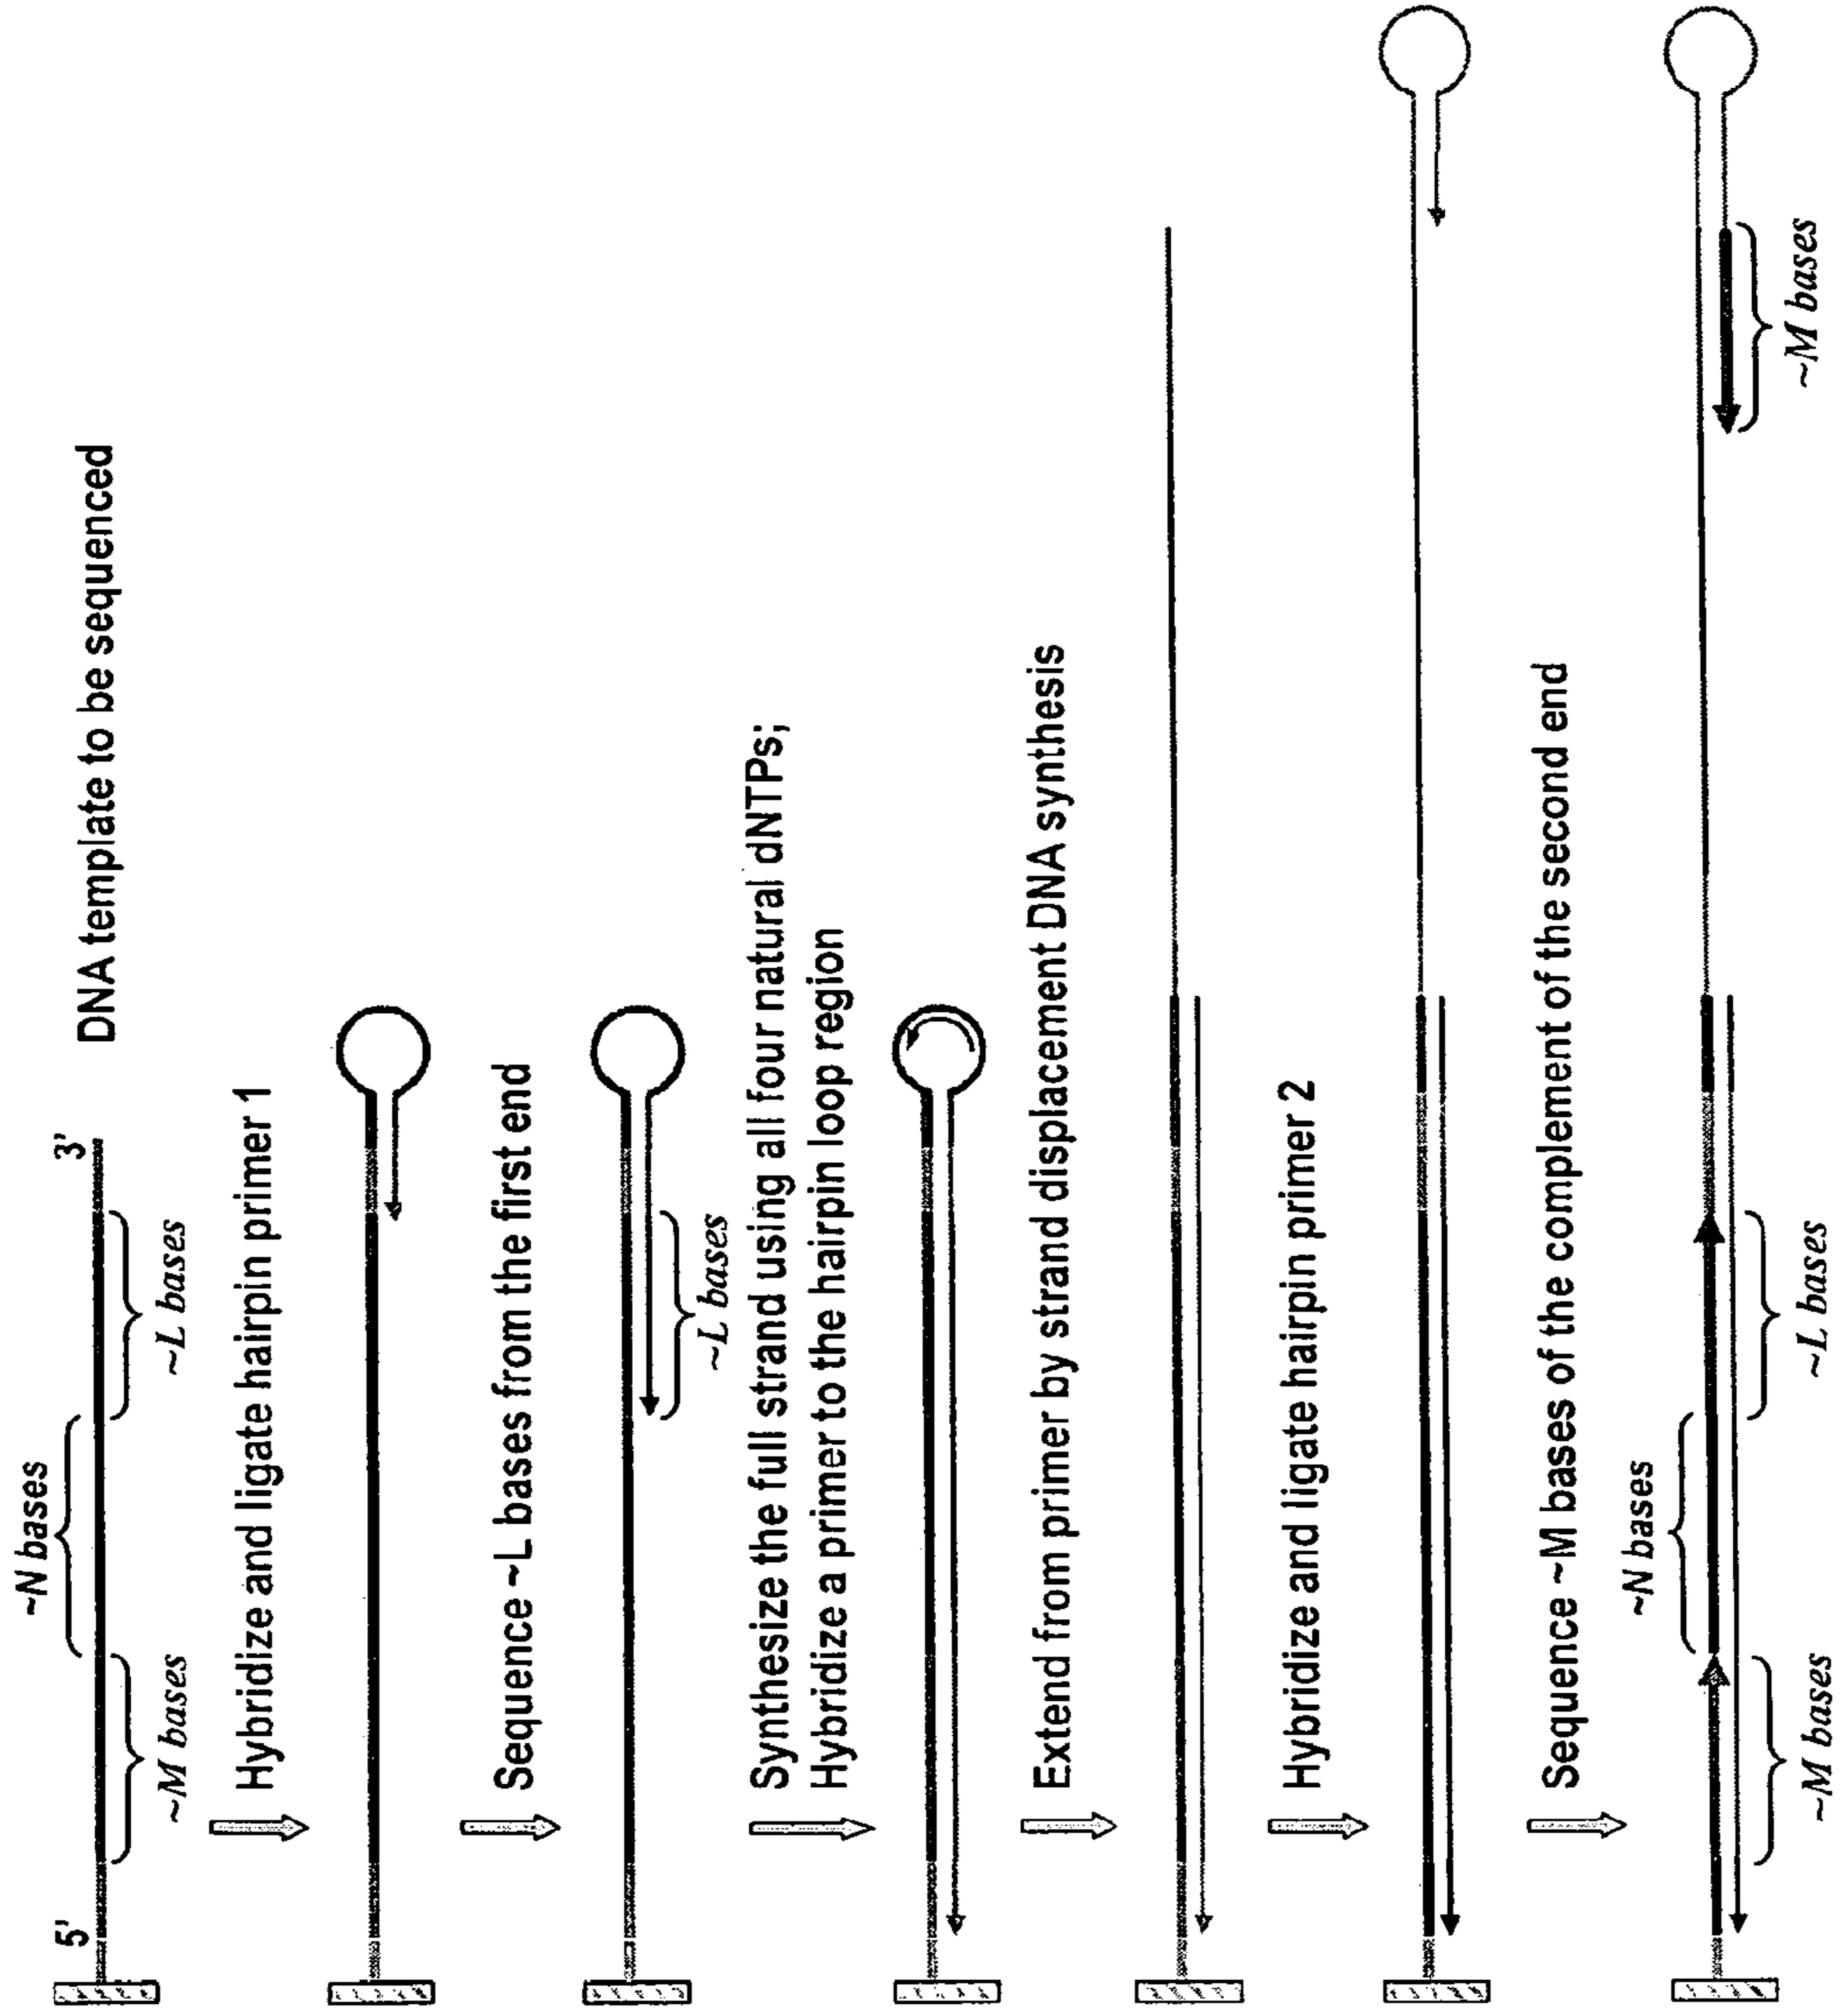 5'
3'
DNA template to be sequenced
~N bases
~M bases
~L bases
Hybridize and ligate hairpin primer 1
Sequence ~L bases from the first end
~L bases
Synthesize the full strand using all four natural dNTPs;
Hybridize a primer to the hairpin loop region
Extend from primer by strand displacement DNA synthesis
Hybridize and ligate hairpin primer 2
Sequence ~M bases of the complement of the second end
~N bases
~M bases
~L bases
~M bases